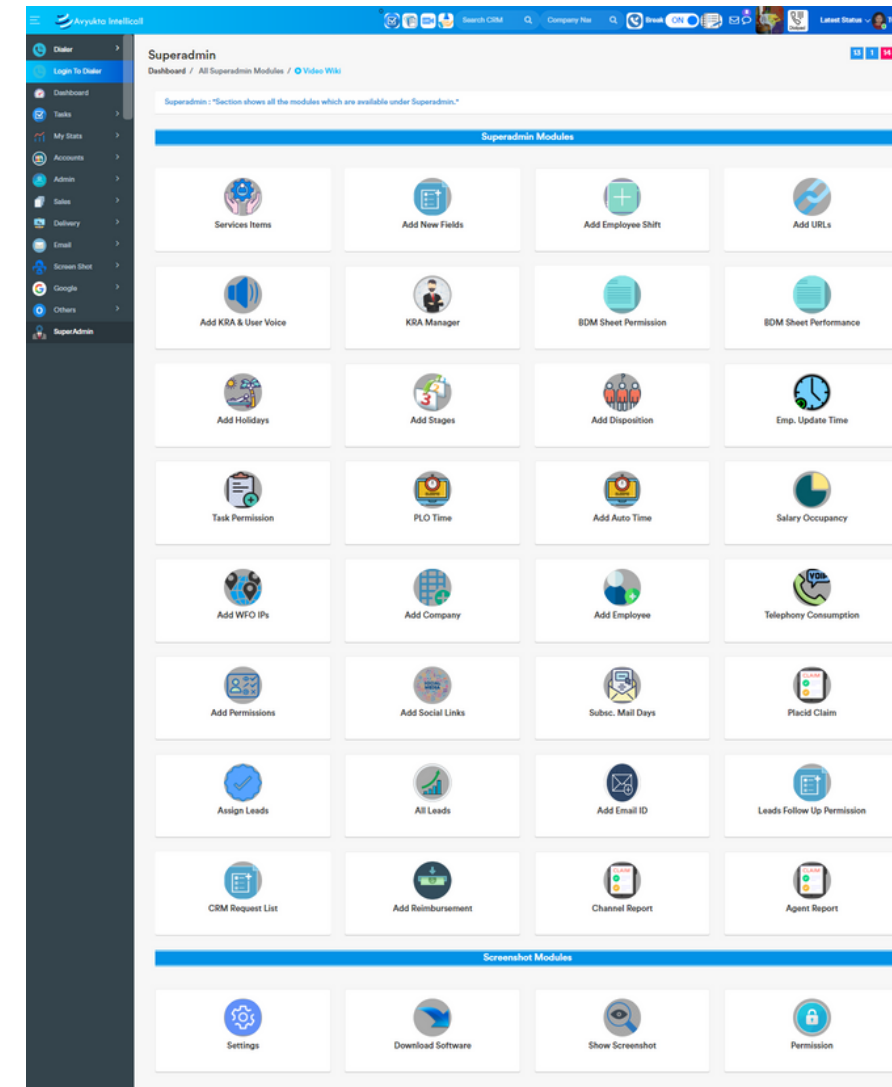 Avyukta Intellicall
Search CRM
Company Nar
Break ON
Latest Status
Dialer
Login To Dialer
Dashboard
Tasks
My Stats
Accounts
Admin
Sales
Delivery
Email
Screen Shot
Google
Others
SuperAdmin
Superadmin
13 1 14
Dashboard / All Superadmin Modules / Video Wiki
Superadmin : "Section shows all the modules which are available under Superadmin."
Superadmin Modules
Services Items
Add New Fields
Add Employee Shift
Add URLs
Add KRA & User Voice
KRA Manager
BDM Sheet Permission
BDM Sheet Performance
Add Holidays
Add Stages
Add Disposition
Emp. Update Time
Task Permission
PLO Time
Add Auto Time
Salary Occupancy
Add WFO IPs
Add Company
Add Employee
Telephony Consumption
Add Permissions
Add Social Links
Subsc. Mail Days
Placid Claim
Assign Leads
All Leads
Add Email ID
Leads Follow Up Permission
CRM Request List
Add Reimbursement
Channel Report
Agent Report
Screenshot Modules
Settings
Download Software
Show Screenshot
Permission